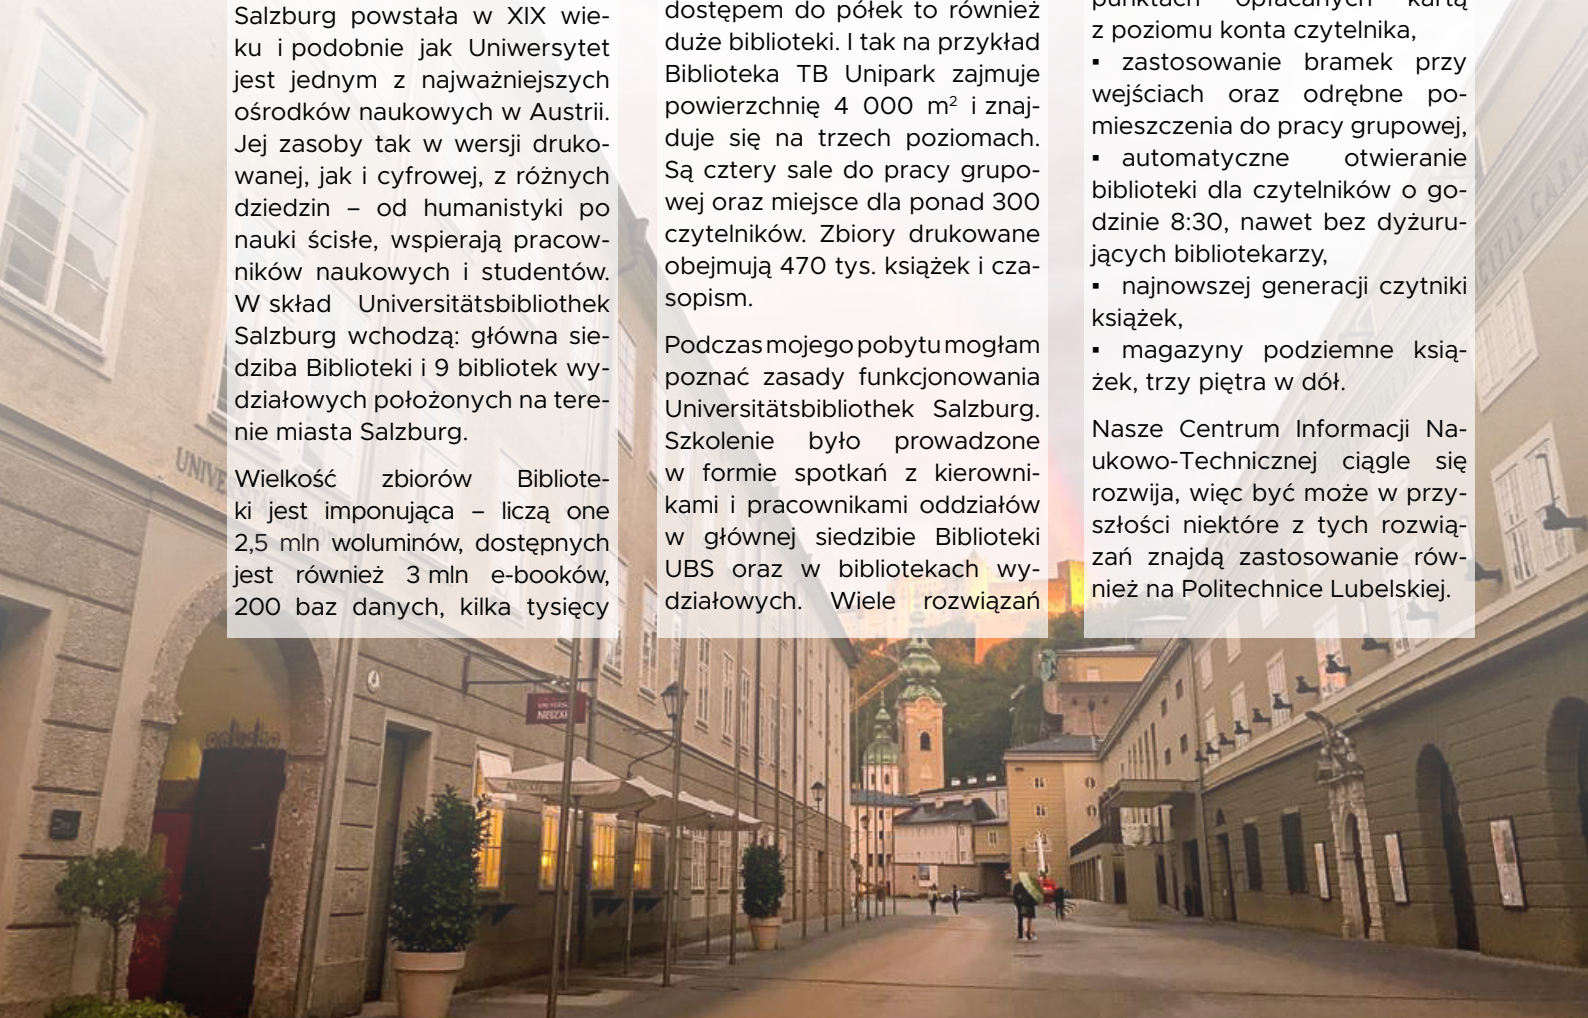 Salzburg powstała w XIX wie-
ku i podobnie jak Uniwersytet
jest jednym z najważniejszych
ośrodków naukowych w Austrii.
Jej zasoby tak w wersji druko-
wanej, jak i cyfrowej, z różnych
dziedzin – od humanistyki po
nauki ścisłe, wspierają pracow-
ników naukowych i studentów.
W skład Universitätsbibliothek
Salzburg wchodzą: główna sie-
dziba Biblioteki i 9 bibliotek wy-
działowych położonych na tere-
nie miasta Salzburg.
Wielkość zbiorów Bibliote-
ki jest imponująca – liczą one
2,5 mln woluminów, dostępnych
jest również 3 mln e-booków,
200 baz danych, kilka tysięcy
dostępem do półek to również
duże biblioteki. I tak na przykład
Biblioteka TB Unipark zajmuje
powierzchnię 4 000 m² i znaj-
duje się na trzech poziomach.
Są cztery sale do pracy grupo-
wej oraz miejsce dla ponad 300
czytelników. Zbiory drukowane
obejmują 470 tys. książek i cza-
sopism.
Podczas mojego pobytu mogłam
poznać zasady funkcjonowania
Universitätsbibliothek Salzburg.
Szkolenie było prowadzone
w formie spotkań z kierowni-
kami i pracownikami oddziałów
w głównej siedzibie Biblioteki
UBS oraz w bibliotekach wy-
działowych. Wiele rozwiązań
punktach opłacanych kartą
z poziomu konta czytelnika,
▪ zastosowanie bramek przy
wejściach oraz odrębne po-
mieszczenia do pracy grupowej,
▪ automatyczne otwieranie
biblioteki dla czytelników o go-
dzinie 8:30, nawet bez dyżuru-
jących bibliotekarzy,
▪ najnowszej generacji czytniki
książek,
▪ magazyny podziemne ksią-
żek, trzy piętra w dół.
Nasze Centrum Informacji Na-
ukowo-Technicznej ciągle się
rozwija, więc być może w przy-
szłości niektóre z tych rozwią-
zań znajdą zastosowanie rów-
nież na Politechnice Lubelskiej.